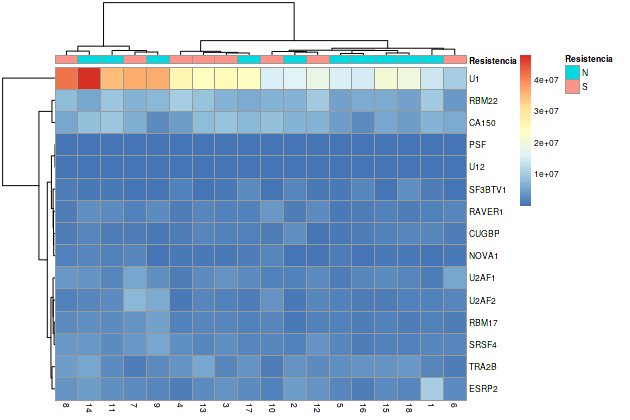 Resistencia
Resistencia
N
S
4e+07
3e+07
2e+07
1e+07
U1
RBM22
CA150
PSF
U12
SF3BTV1
RAVER1
CUGBP
NOVA1
U2AF1
U2AF2
RBM17
SRSF4
TRA2B
ESRP2
8 14 11 7 9 4 13 3 17 10 2 12 5 16 15 18 1 6